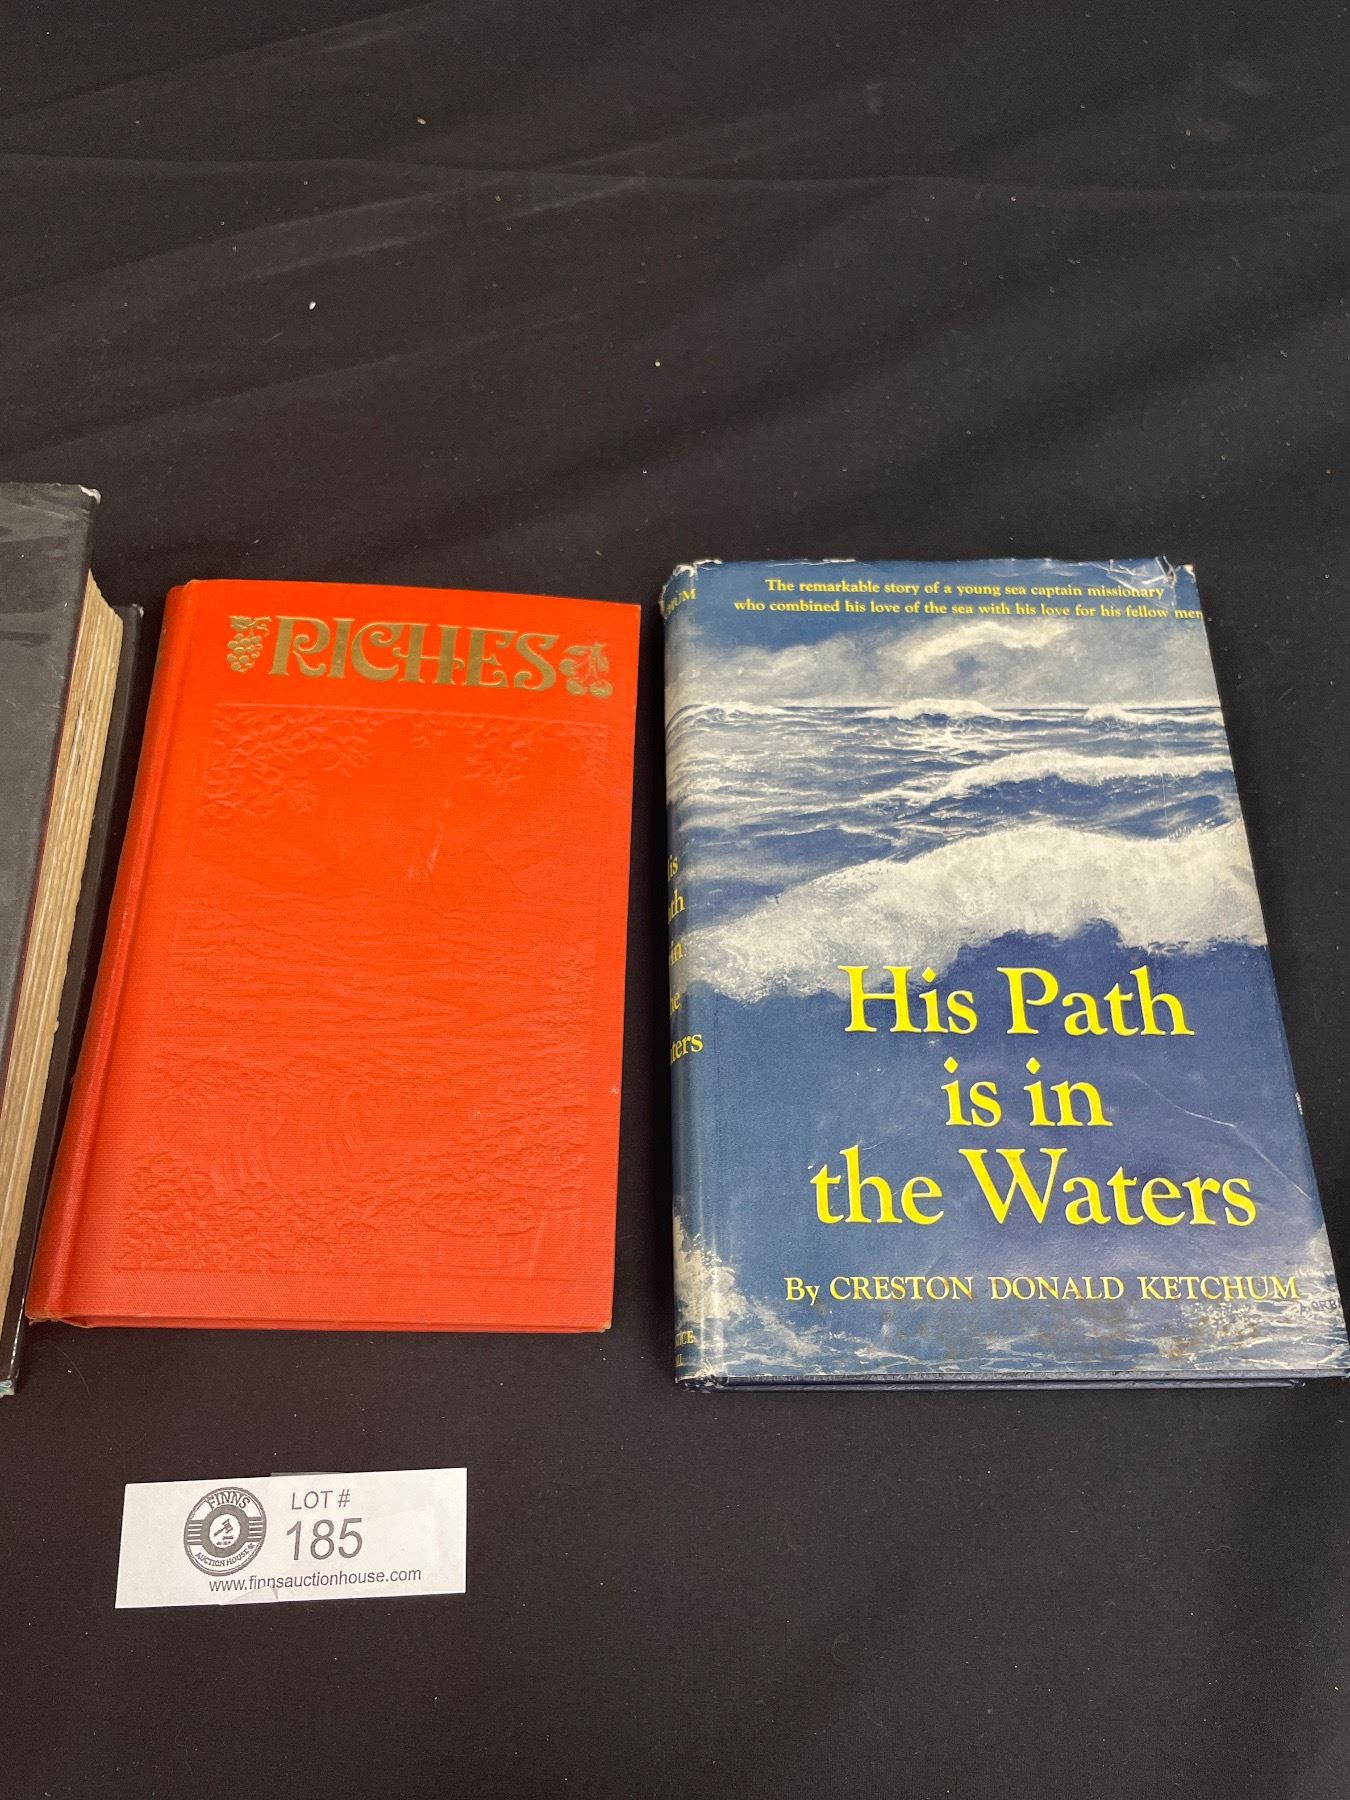 RICHES
The remarkable story of a young sea captain missionary
who combined his love of the sea with his love for his fellow men
His Path
is in
the Waters
By CRESTON DONALD KETCHUM
FINNS
AUCTION HOUSE
LOT #
185
www.finnsauctionhouse.com